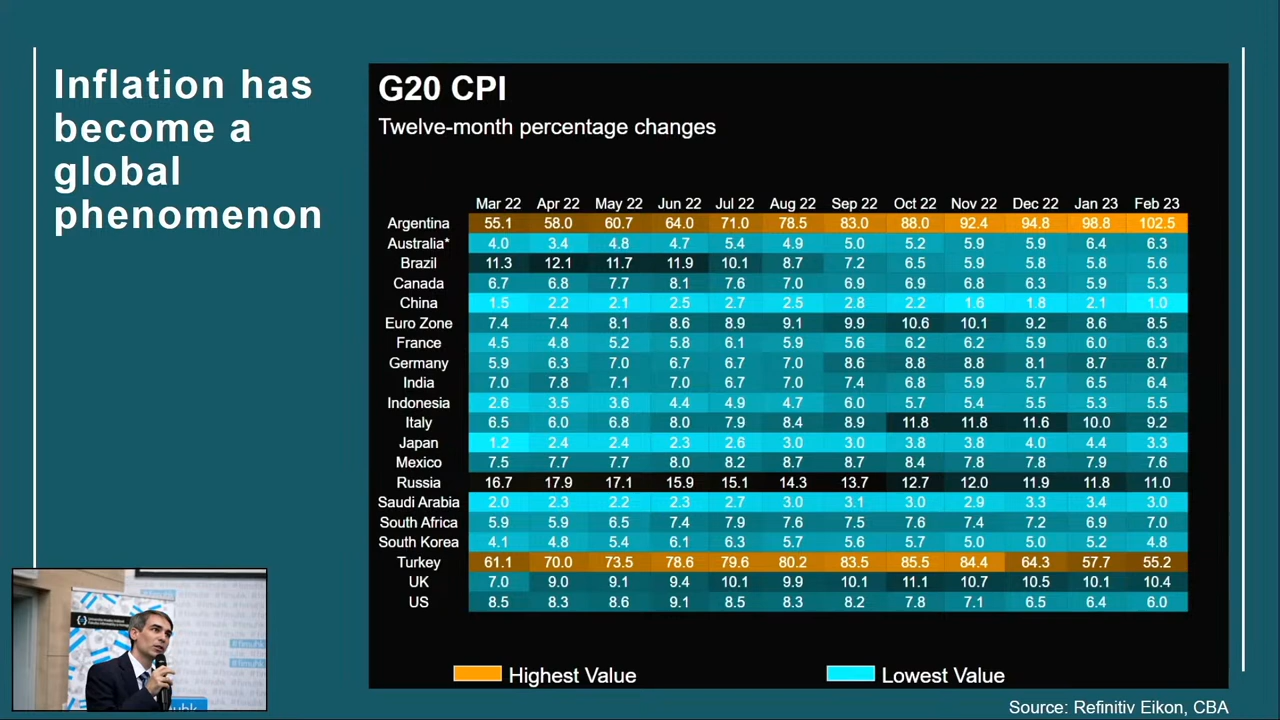 Inflation has
become a
global
phenomenon
G20 CPI
Twelve-month percentage changes
Mar 22 Apr 22 May 22 Jun 22 Jul 22 Aug 22 Sep 22 Oct 22 Nov 22 Dec 22 Jan 23 Feb 23
Argentina 55.1 58.0 60.7 64.0 71.0 78.5 83.0 88.0 92.4 94.8 98.8 102.5
Australia* 4.0 3.4 4.8 4.7 5.4 4.9 5.0 5.2 5.9 5.9 6.4 6.3
Brazil 11.3 12.1 11.7 11.9 10.1 8.7 7.2 6.5 5.9 5.8 5.8 5.6
Canada 6.7 6.8 7.7 8.1 7.6 7.0 6.9 6.9 6.8 6.3 5.9 5.3
China 1.5 2.2 2.1 2.5 2.7 2.5 2.8 2.2 1.6 1.8 2.1 1.0
Euro Zone 7.4 7.4 8.1 8.6 8.9 9.1 9.9 10.6 10.1 9.2 8.6 8.5
France 4.5 4.8 5.2 5.8 6.1 5.9 5.6 6.2 6.2 5.9 6.0 6.3
Germany 5.9 6.3 7.0 6.7 6.7 7.0 8.6 8.8 8.8 8.1 8.7 8.7
India 7.0 7.8 7.1 7.0 6.7 7.0 7.4 6.8 5.9 5.7 6.5 6.4
Indonesia 2.6 3.5 3.6 4.4 4.9 4.7 6.0 5.7 5.4 5.5 5.3 5.5
Italy 6.5 6.0 6.8 8.0 7.9 8.4 8.9 11.8 11.8 11.6 10.0 9.2
Japan 1.2 2.4 2.4 2.3 2.6 3.0 3.0 3.8 3.8 4.0 4.4 3.3
Mexico 7.5 7.7 7.7 8.0 8.2 8.7 8.7 8.4 7.8 7.8 7.9 7.6
Russia 16.7 17.9 17.1 15.9 15.1 14.3 13.7 12.7 12.0 11.9 11.8 11.0
Saudi Arabia 2.0 2.3 2.2 2.3 2.7 3.0 3.1 3.0 2.9 3.3 3.4 3.0
South Africa 5.9 5.9 6.5 7.4 7.9 7.6 7.5 7.6 7.4 7.2 6.9 7.0
South Korea 4.1 4.8 5.4 6.1 6.3 5.7 5.6 5.7 5.0 5.0 5.2 4.8
Turkey 61.1 70.0 73.5 78.6 79.6 80.2 83.5 85.5 84.4 64.3 57.7 55.2
UK 7.0 9.0 9.1 9.4 10.1 9.9 10.1 11.1 10.7 10.5 10.1 10.4
US 8.5 8.3 8.6 9.1 8.5 8.3 8.2 7.8 7.1 6.5 6.4 6.0
Highest Value Lowest Value
Source: Refinitiv Eikon, CBA
#fimuhk